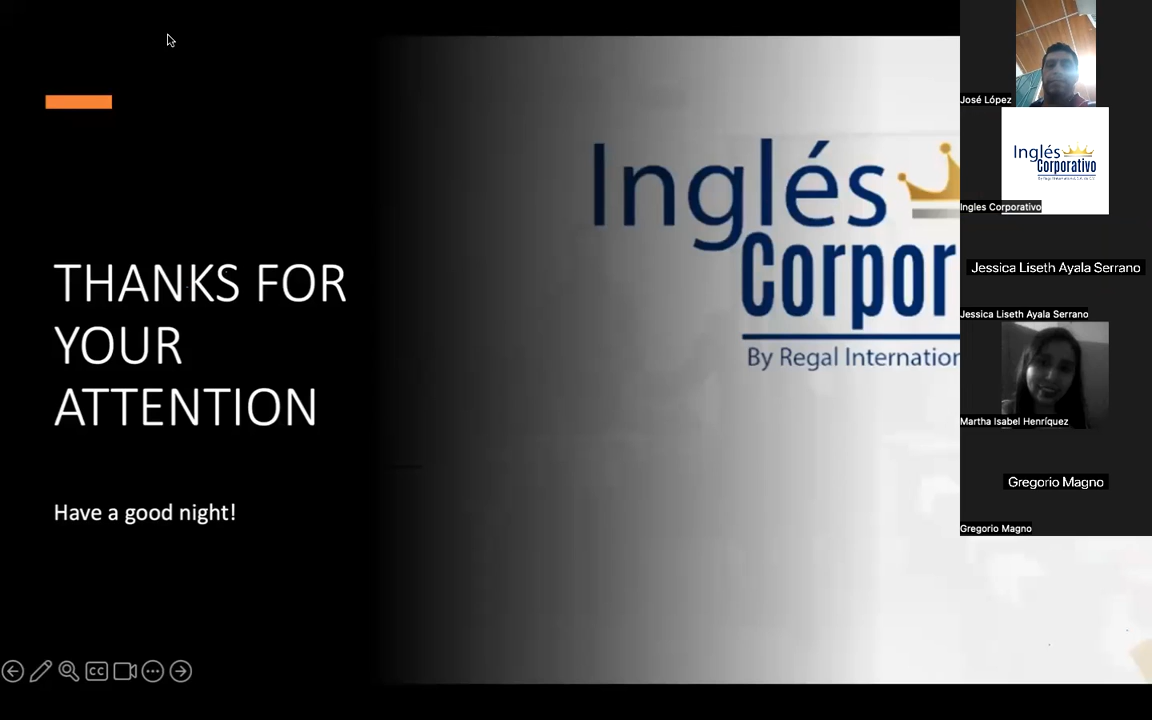 THANKS FOR
YOUR
ATTENTION
Have a good night!
Inglés
Corpor
By Regal Internation
José López
Inglés
Corporativo
Ingles Corporativo
Jessica Liseth Ayala Serrano
Jessica Liseth Ayala Serrano
Martha Isabel Henríquez
Gregorio Magno
Gregorio Magno
CC